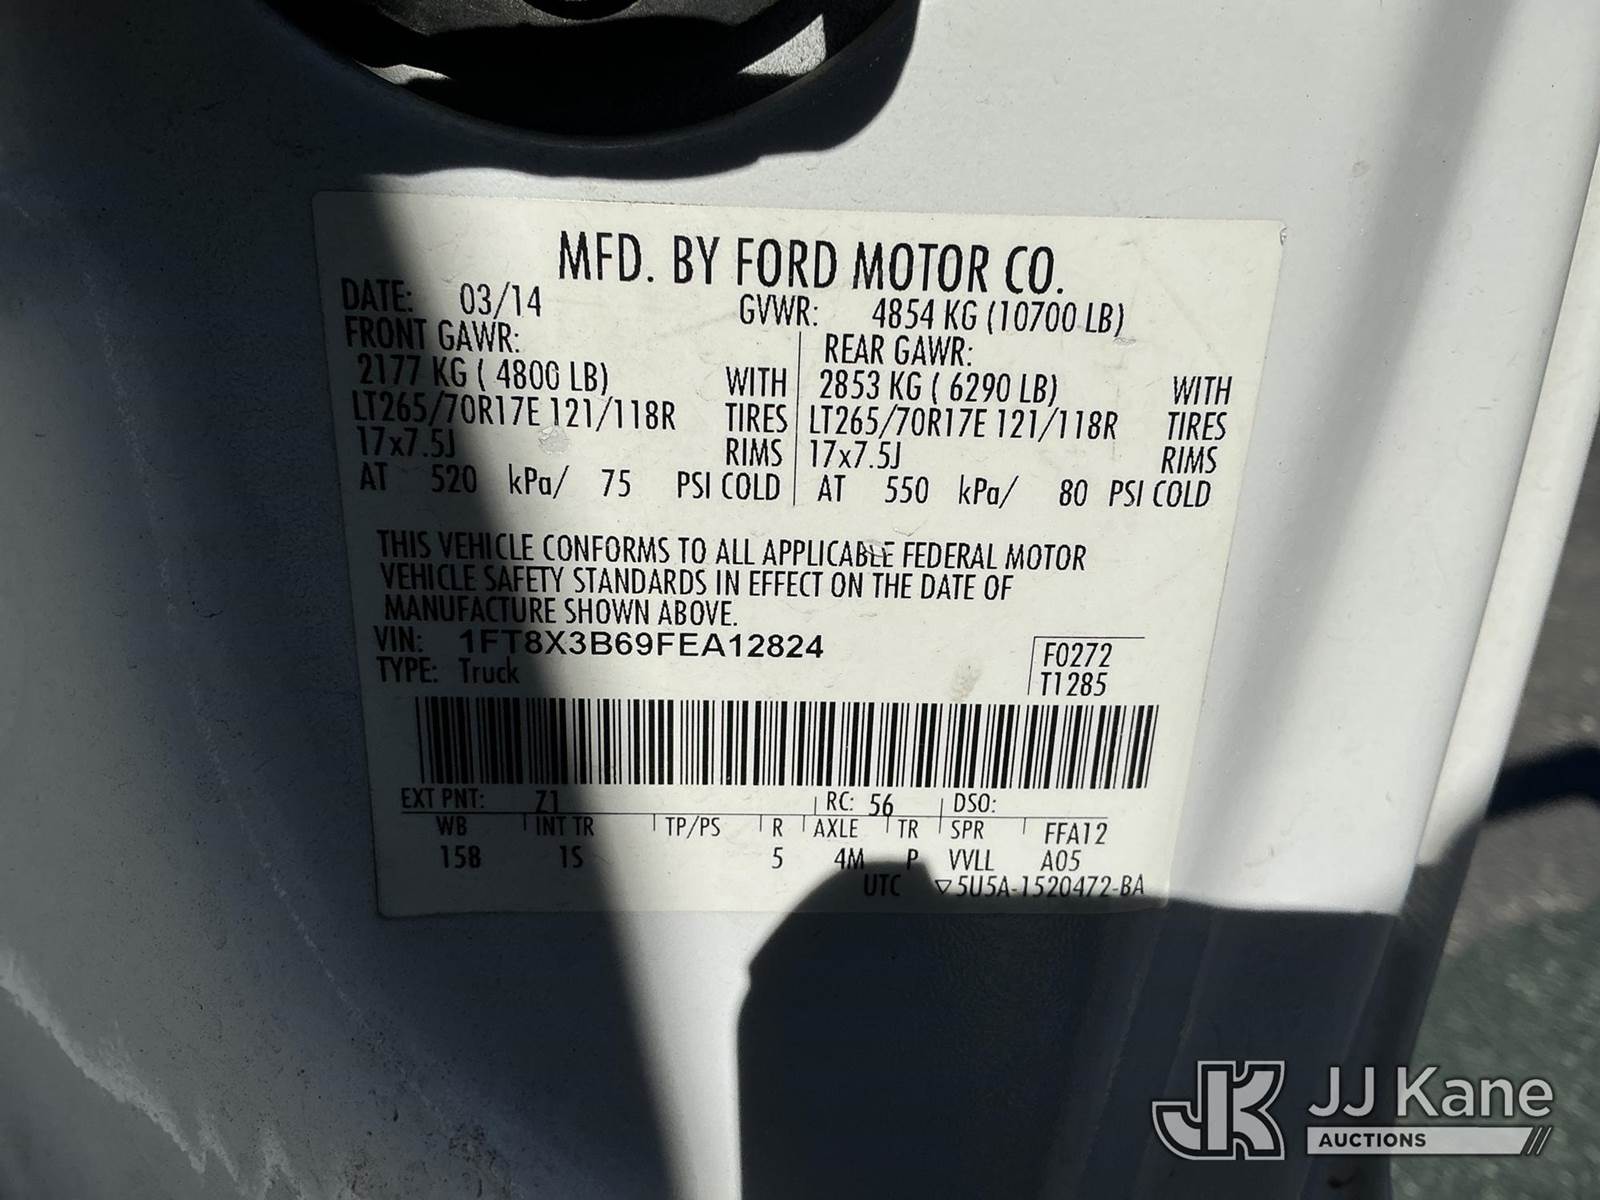 MFD. BY FORD MOTOR CO.
DATE: 03/14 GVWR: 4854 KG (10700 LB)
FRONT GAWR: REAR GAWR:
2177 KG ( 4800 LB) WITH 2853 KG ( 6290 LB) WITH
LT265/70R17E 121/118R TIRES LT265/70R17E 121/118R TIRES
17x7.5J RIMS 17x7.5J RIMS
AT 520 kPa/ 75 PSI COLD AT 550 kPa/ 80 PSI COLD
THIS VEHICLE CONFORMS TO ALL APPLICABLE FEDERAL MOTOR
VEHICLE SAFETY STANDARDS IN EFFECT ON THE DATE OF
MANUFACTURE SHOWN ABOVE.
VIN: 1FT8X3B69FEA12824 F0272
TYPE: Truck T1285
EXT PNT: Z1 RC: 56 DSO:
WB INT TR TP/PS R AXLE TR SPR FFA12
158 1S 5 4M P VVLL A05
UTC ▽5U5A-1520472-BA
JK JJ Kane
AUCTIONS